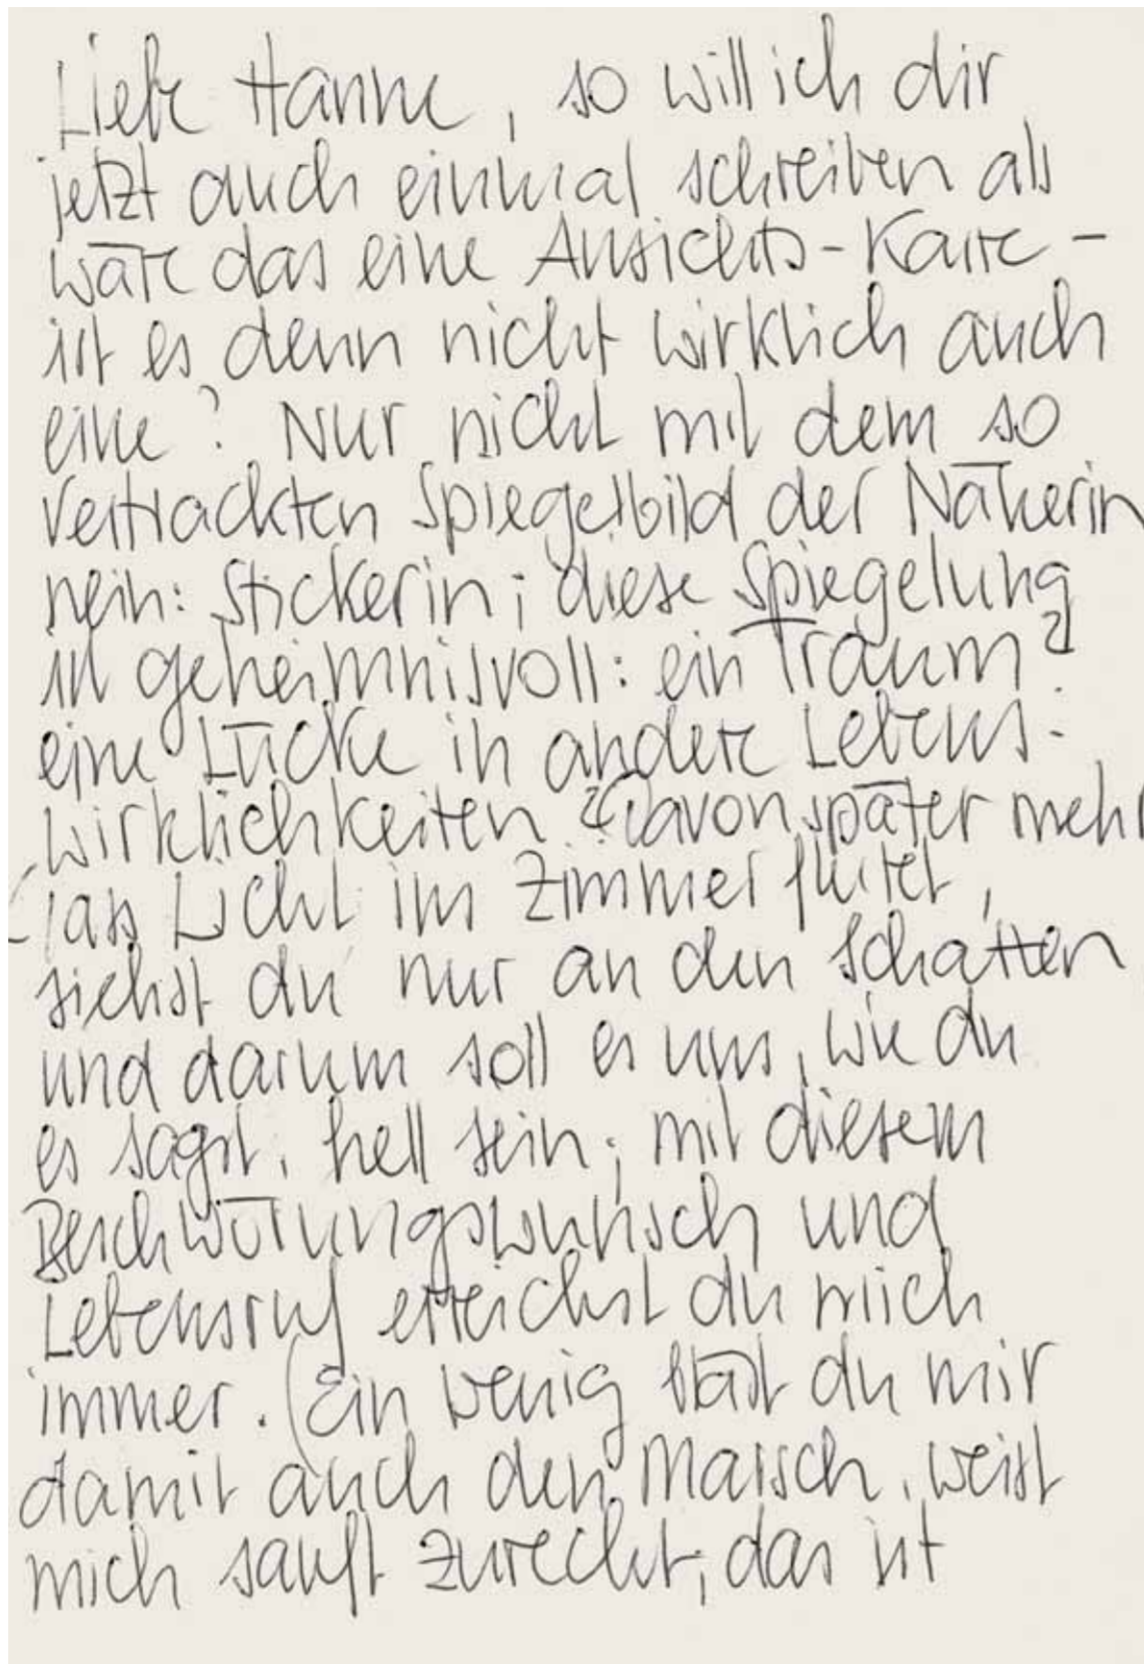 Liebe Hanne, so will ich dir
jetzt auch einmal schreiben als
wäre das eine Ansichts-Karte -
ist es denn nicht wirklich auch
eine? Nur nicht mit dem so
vertrackten Spiegelbild der Näherin
nein: Stickerin; diese Spiegelung
ist geheimnisvoll: ein Traum?
eine Lücke in andere Lebens-
wirklichkeiten? (Davon später mehr
Dass Licht im Zimmer flutet,
siehst du nur an den Schatten
und darum soll es uns, wie du
es sagst, hell sein; mit diesem
Beschwörungswunsch und
Lebensruf erreichst du mich
immer. (Ein wenig bläst du mir
damit auch den Marsch, weist
mich sanft zurecht; das ist